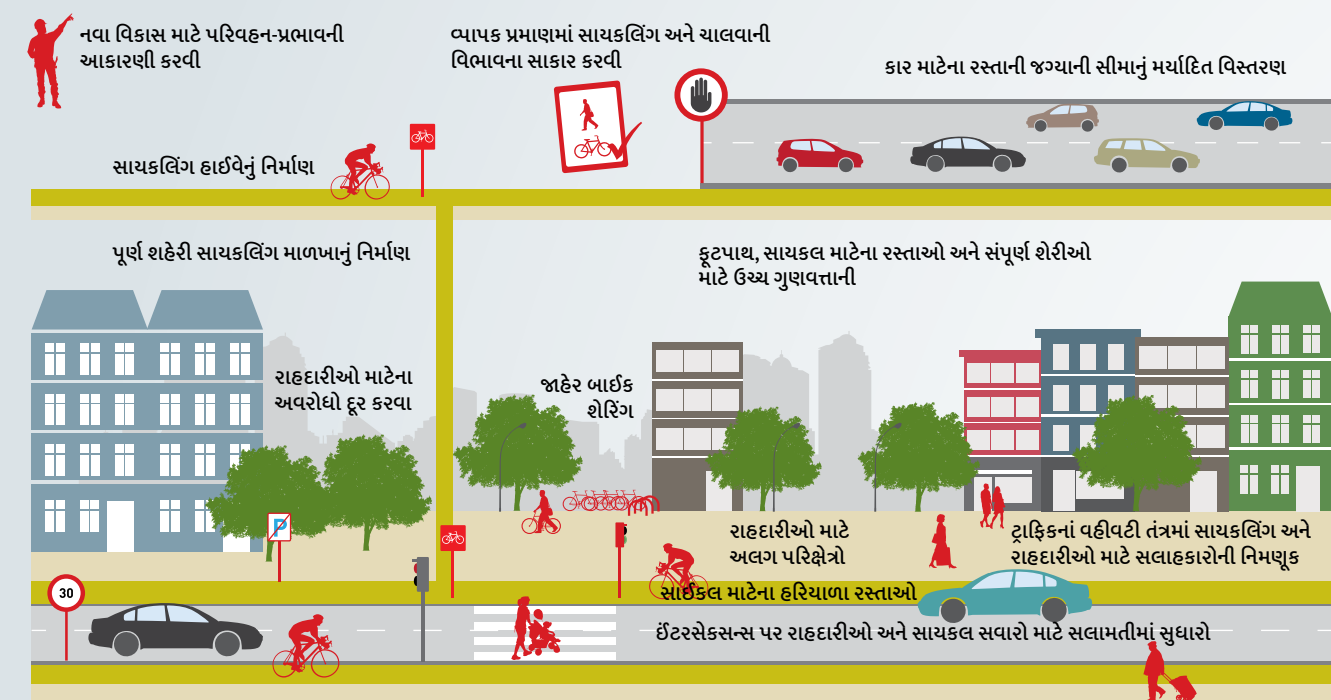 નવા વિકાસ માટે પરિવહન-પ્રભાવની
આકારણી કરવી
વ્યાપક પ્રમાણમાં સાયકલિંગ અને ચાલવાની
વિભાવના સાકાર કરવી
કાર માટેના રસ્તાની જગ્યાની સીમાનું મર્યાદિત વિસ્તરણ
સાયકલિંગ હાઈવેનું નિર્માણ
પૂર્ણ શહેરી સાયકલિંગ માળખાનું નિર્માણ
ફૂટપાથ, સાયકલ માટેના રસ્તાઓ અને સંપૂર્ણ શેરીઓ
માટે ઉચ્ચ ગુણવત્તાની
રાહદારીઓ માટેના
અવરોધો દૂર કરવા
જાહેર બાઈક
શેરિંગ
P
રાહદારીઓ માટે
અલગ પરિક્ષેત્રો
ટ્રાફિકનાં વહીવટી તંત્રમાં સાયકલિંગ અને
રાહદારીઓ માટે સલાહકારોની નિમણૂક
સાઈકલ માટેના હરિયાળા રસ્તાઓ
30
ઈંટરસેકસન્સ પર રાહદારીઓ અને સાયકલ સવારો માટે સલામતીમાં સુધારો